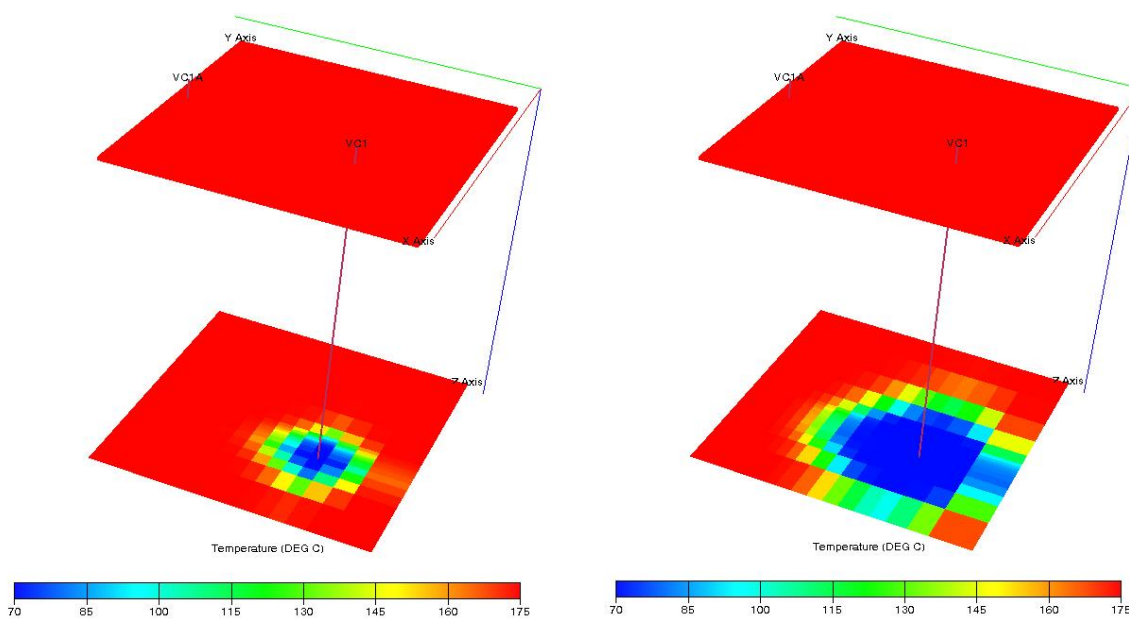 Y Axis
VC1A
VC1
X Axis
Z Axis
Temperature (DEG C)
70 85 100 115 130 145 160 175
Y Axis
VC1A
VC1
X Axis
Z Axis
Temperature (DEG C)
70 85 100 115 130 145 160 175